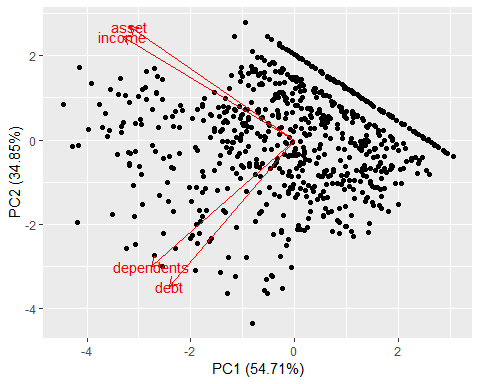 asset
income
2
0
-2
-4
dependents
debt
-4
-2
0
2
PC1 (54.71%)
PC2 (34.85%)